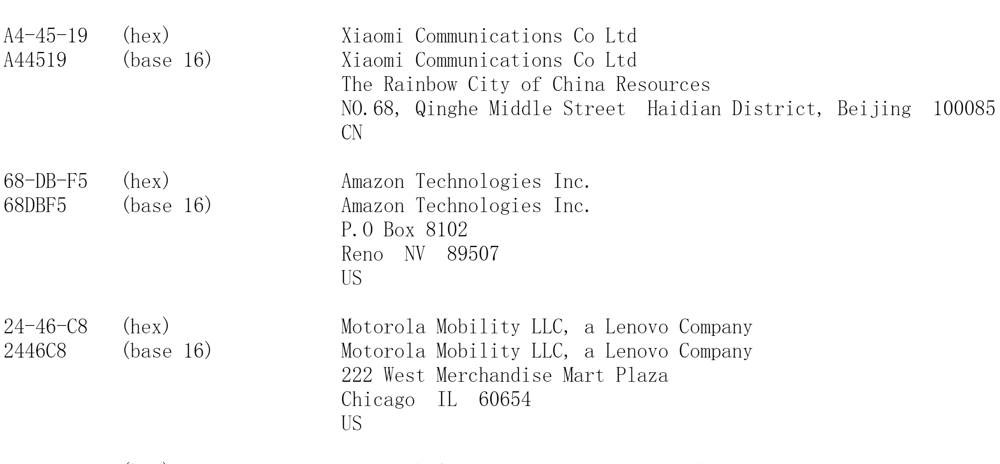 A4-45-19   (hex)                Xiaomi Communications Co Ltd
A44519     (base 16)            Xiaomi Communications Co Ltd
The Rainbow City of China Resources
NO.68, Qinghe Middle Street  Haidian District, Beijing  100085
CN
68-DB-F5   (hex)                Amazon Technologies Inc.
68DBF5     (base 16)            Amazon Technologies Inc.
P.O Box 8102
Reno  NV  89507
US
24-46-C8   (hex)                Motorola Mobility LLC, a Lenovo Company
2446C8     (base 16)            Motorola Mobility LLC, a Lenovo Company
222 West Merchandise Mart Plaza
Chicago  IL  60654
US